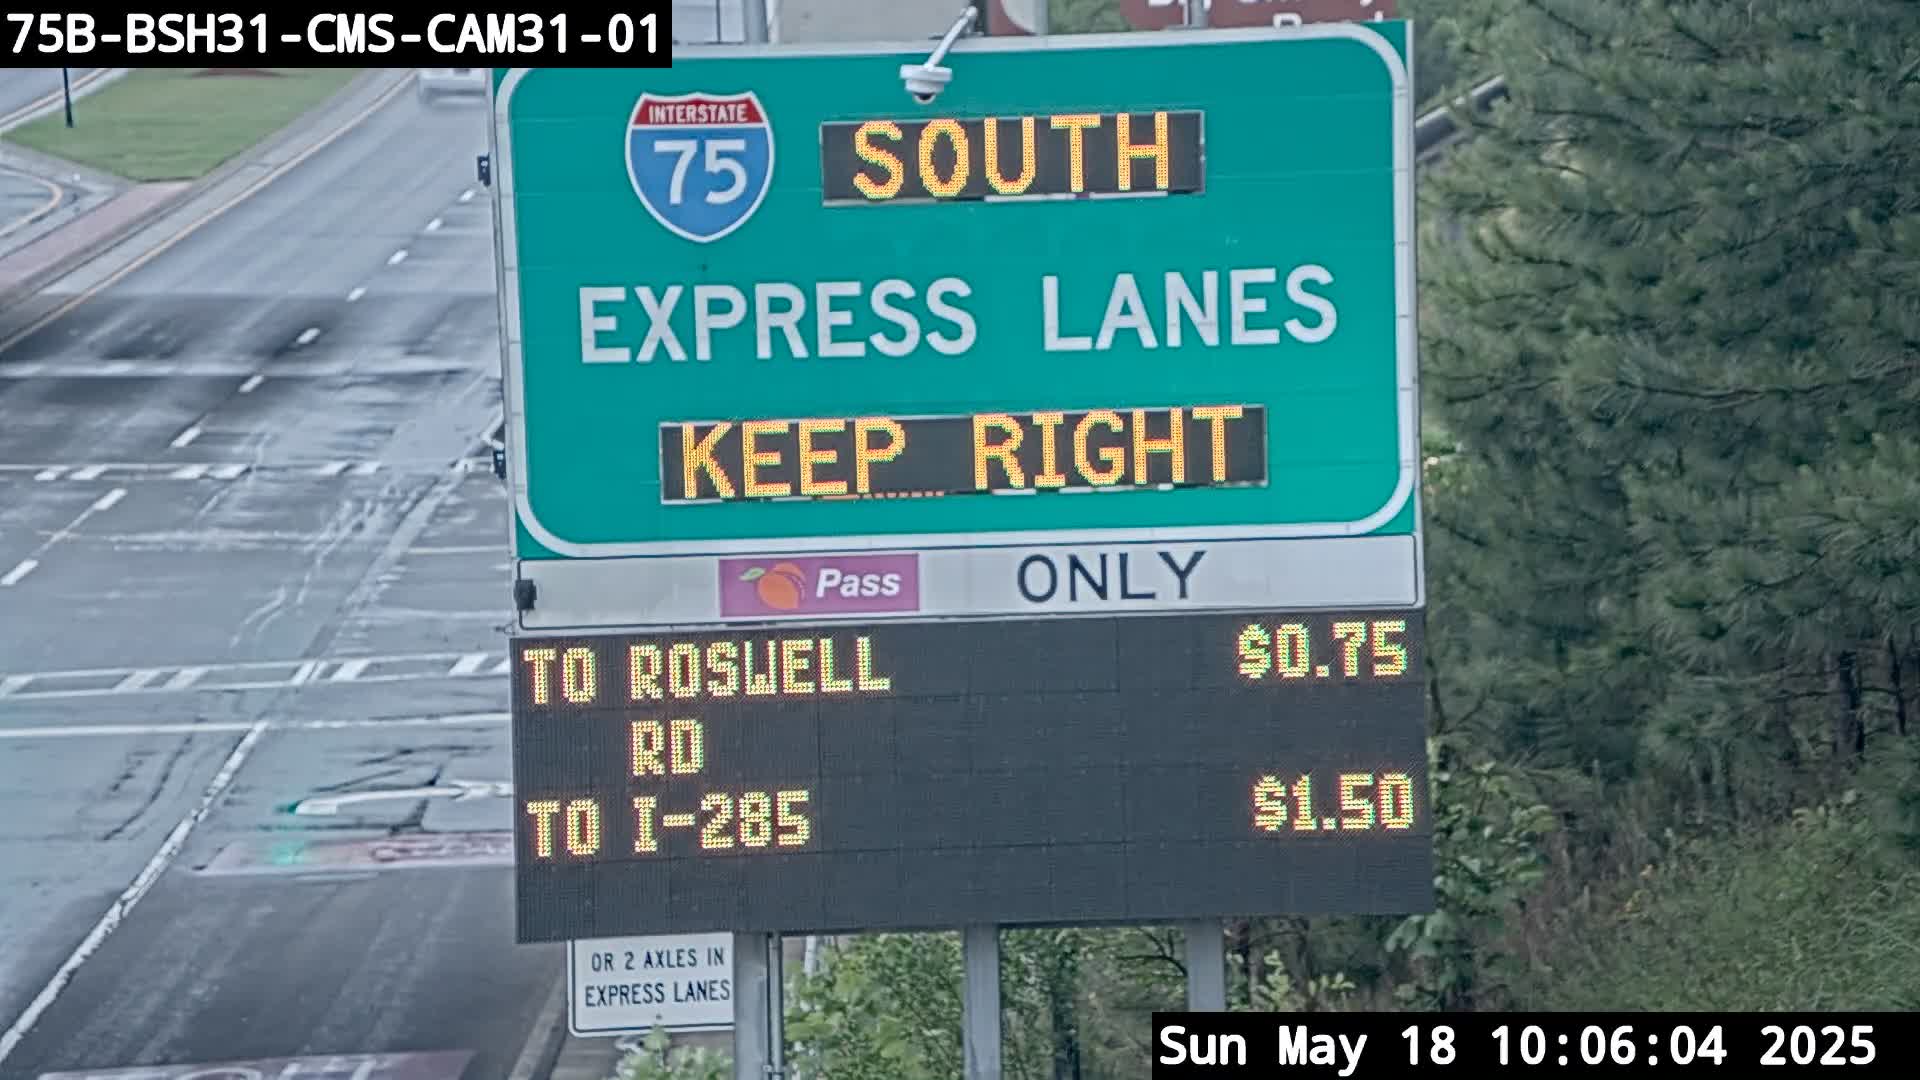 75B-BSH31-CMS-CAM31-01
INTERSTATE
75
SOUTH
EXPRESS LANES
KEEP RIGHT
Pass ONLY
TO ROSWELL $0.75
RD
TO I-285 $1.50
OR 2 AXLES IN
EXPRESS LANES
Sun May 18 10:06:04 2025